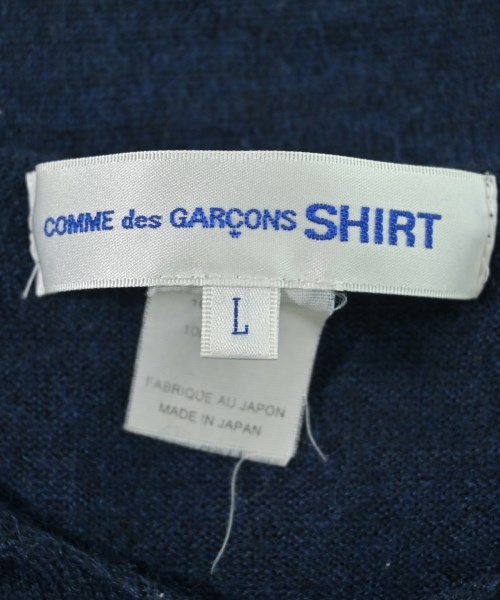 COMME des GARÇONS SHIRT
L
FABRIQUE AU JAPON
MADE IN JAPAN